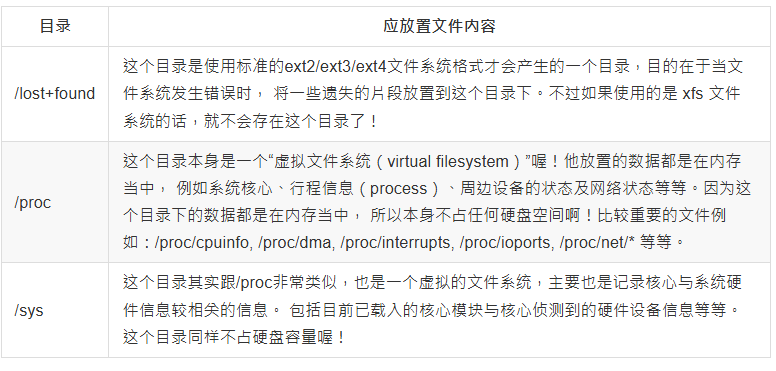 目录
应放置文件内容
/lost+found
这个目录是使用标准的ext2/ext3/ext4文件系统格式才会产生的一个目录，目的在于当文
件系统发生错误时， 将一些遗失的片段放置到这个目录下。不过如果使用的是 xfs 文件
系统的话，就不会存在这个目录了！
/proc
这个目录本身是一个“虚拟文件系统（virtual filesystem）”喔！他放置的数据都是在内存
当中， 例如系统核心、行程信息（process）、周边设备的状态及网络状态等等。因为这
个目录下的数据都是在内存当中， 所以本身不占任何硬盘空间啊！比较重要的文件例
如：/proc/cpuinfo, /proc/dma, /proc/interrupts, /proc/ioports, /proc/net/* 等等。
/sys
这个目录其实跟/proc非常类似，也是一个虚拟的文件系统，主要也是记录核心与系统硬
件信息较相关的信息。 包括目前已载入的核心模块与核心侦测到的硬件设备信息等等。
这个目录同样不占硬盘容量喔！